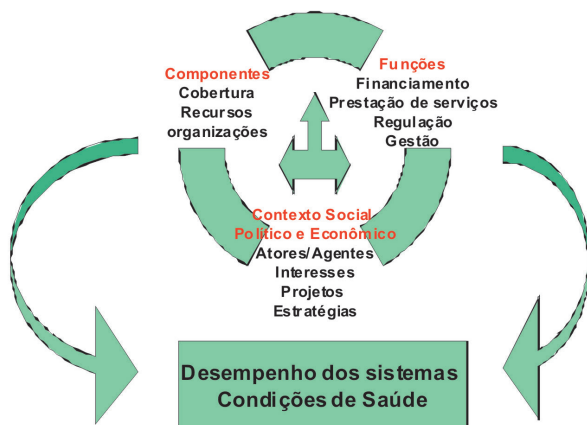 Componentes
Cobertura
Recursos
organizações
Funções
Financiamento
Prestação de serviços
Regulação
Gestão
Contexto Social
Político e Econômico
Atores/Agentes
Interesses
Projetos
Estratégias
Desempenho dos sistemas
Condições de Saúde